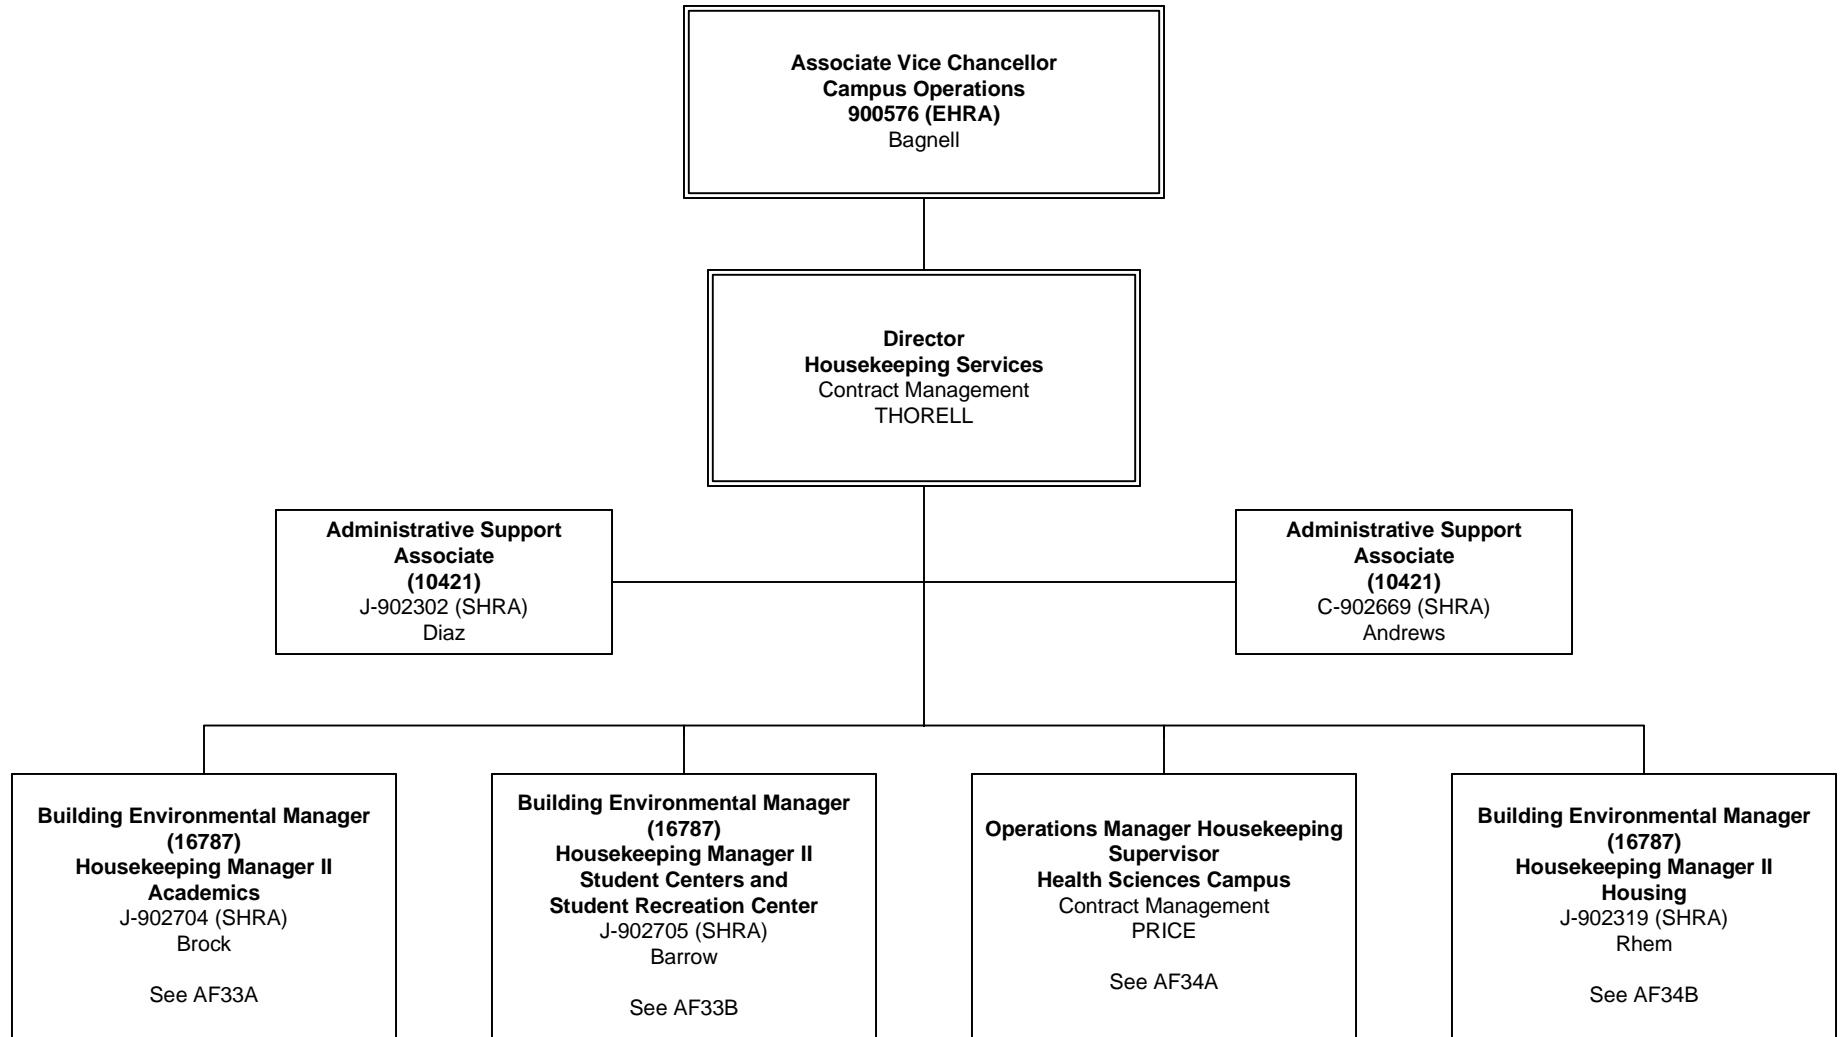 Associate Vice Chancellor
Campus Operations
900576 (EHRA)
Bagnell
Director
Housekeeping Services
Contract Management
THORELL
Administrative Support
Associate
(10421)
J-902302 (SHRA)
Diaz
Administrative Support
Associate
(10421)
C-902669 (SHRA)
Andrews
Building Environmental Manager
(16787)
Housekeeping Manager II
Academics
J-902704 (SHRA)
Brock
See AF33A
Building Environmental Manager
(16787)
Housekeeping Manager II
Student Centers and
Student Recreation Center
J-902705 (SHRA)
Barrow
See AF33B
Operations Manager Housekeeping
Supervisor
Health Sciences Campus
Contract Management
PRICE
See AF34A
Building Environmental Manager
(16787)
Housekeeping Manager II
Housing
J-902319 (SHRA)
Rhem
See AF34B